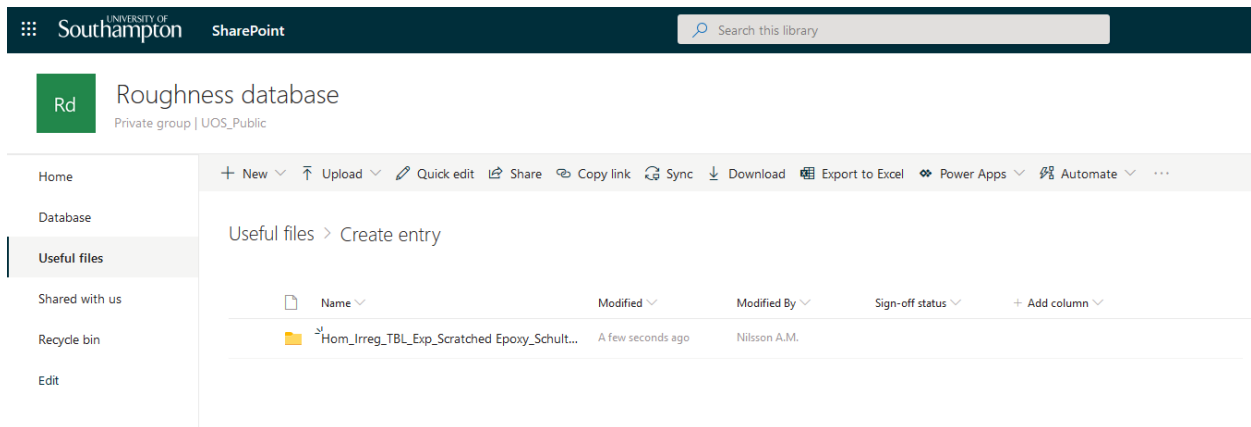 UNIVERSITY OF
Southampton SharePoint Search this library
Rd
Roughness database
Private group | UOS_Public
Home
Database
Useful files
Shared with us
Recycle bin
Edit
New Upload Quick edit Share Copy link Sync Download Export to Excel Power Apps Automate ...
Useful files > Create entry
Name Modified Modified By Sign-off status + Add column
Hom_Irreg_TBL_Exp_Scratched Epoxy_Schult... A few seconds ago Nilsson A.M.